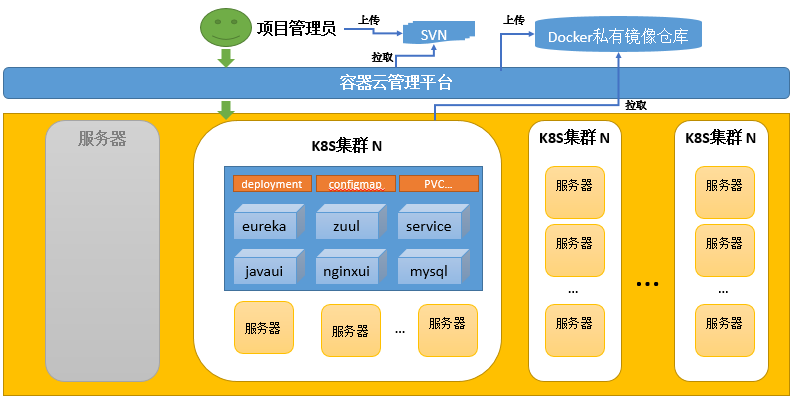 项目管理员
上传
SVN
上传
Docker私有镜像仓库
拉取
容器云管理平台
拉取
服务器
K8S集群 N
deployment
configmap
PVC...
eureka
zuul
service
javaui
nginxui
mysql
服务器
服务器
...
服务器
K8S集群 N
服务器
服务器
...
服务器
...
K8S集群 N
服务器
服务器
...
服务器